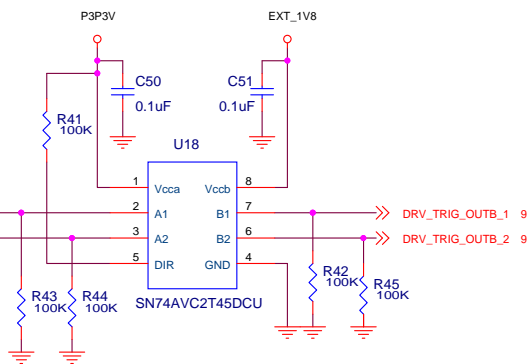 P3P3V EXT_1V8
C50 C51
0.1uF 0.1uF
R41
100K
U18
1 Vcca Vccb 8
2 A1 B1 7 DRV_TRIG_OUTB_1 9
3 A2 B2 6 DRV_TRIG_OUTB_2 9
5 DIR GND 4
R42
100K
R45
100K
R43 R44
100K 100K
SN74AVC2T45DCU